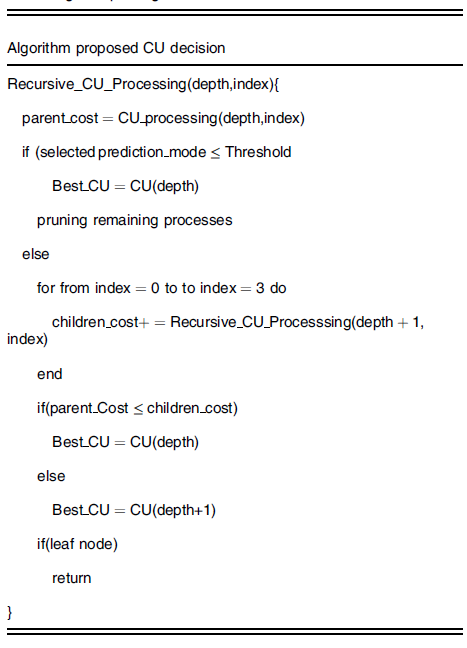 Algorithm proposed CU decision
Recursive_CU_Processing(depth,index){
parent_cost = CU_processing(depth,index)
if (selected prediction_mode ≤ Threshold
Best_CU = CU(depth)
pruning remaining processes
else
for from index = 0 to to index = 3 do
children_cost+ = Recursive_CU_Processsing(depth + 1,
index)
end
if(parent_Cost ≤ children_cost)
Best_CU = CU(depth)
else
Best_CU = CU(depth+1)
if(leaf node)
return
}